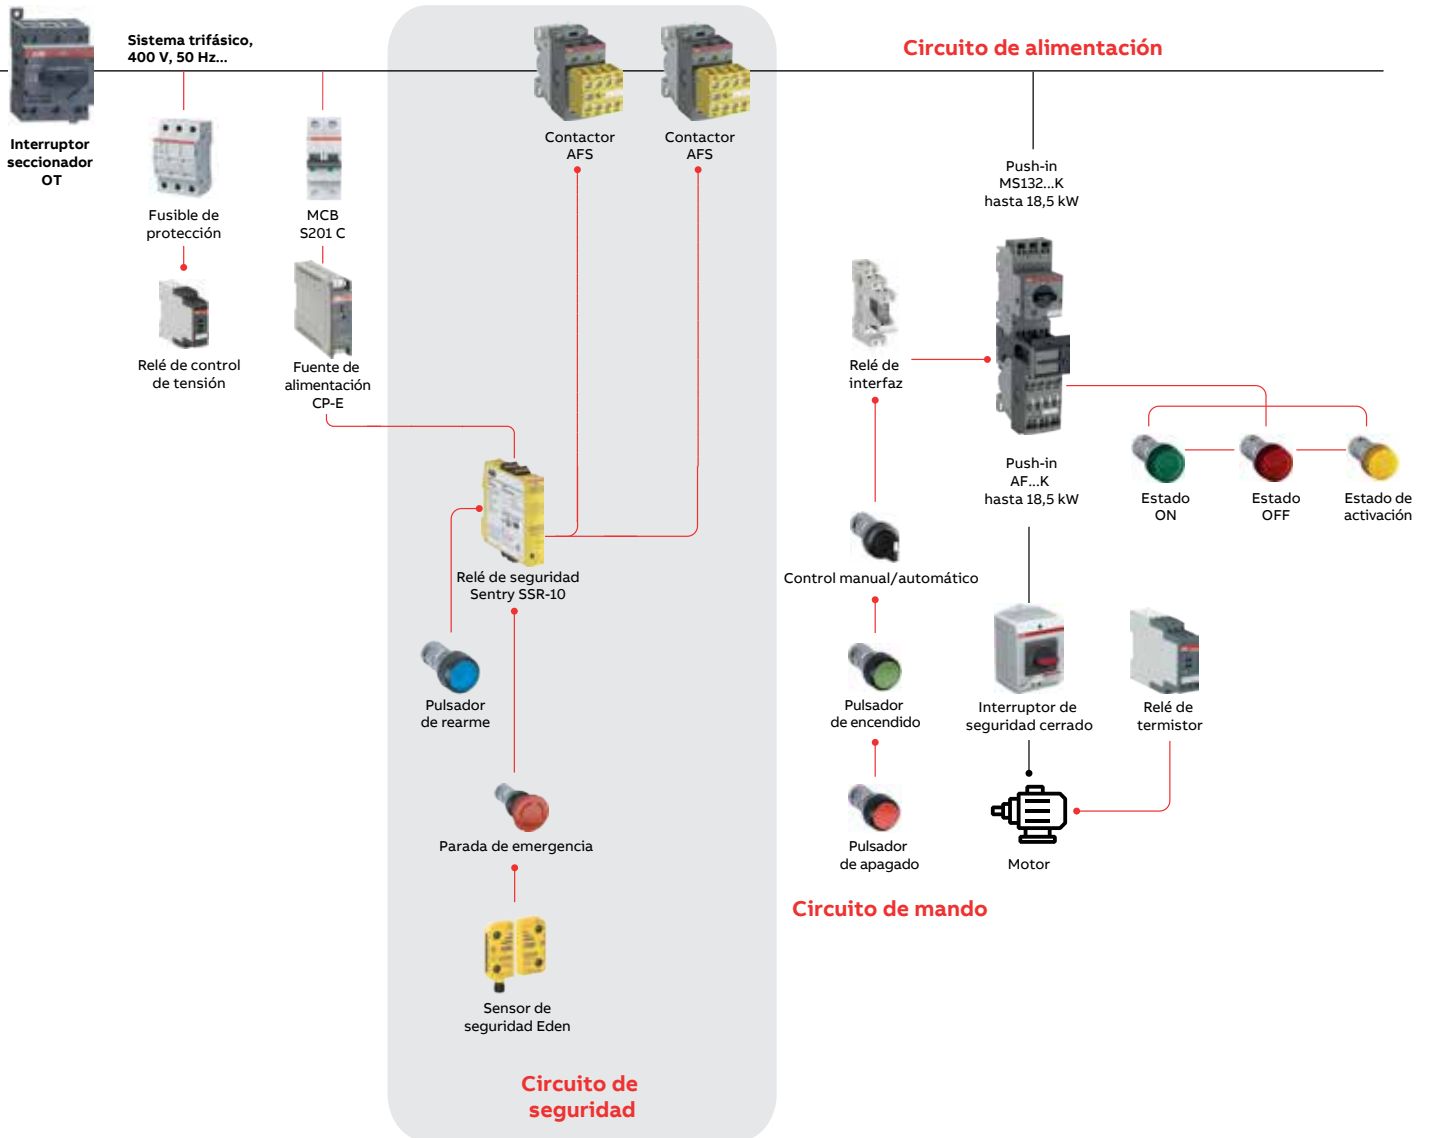 Sistema trifásico,
400 V, 50 Hz...
Circuito de alimentación
Interruptor
seccionador
OT
Fusible de
protección
MCB
S201 C
Contactor
AFS
Contactor
AFS
Push-in
MS132...K
hasta 18,5 kW
Relé de control
de tensión
Fuente de
alimentación
CP-E
Relé de
interfaz
Push-in
AF...K
hasta 18,5 kW
Estado
ON
Estado
OFF
Estado de
activación
Relé de seguridad
Sentry SSR-10
Control manual/automático
Pulsador
de rearme
Pulsador
de encendido
Interruptor de
seguridad cerrado
Relé de
termistor
Parada de emergencia
Pulsador
de apagado
Motor
Circuito de mando
Sensor de
seguridad Eden
Circuito de
seguridad